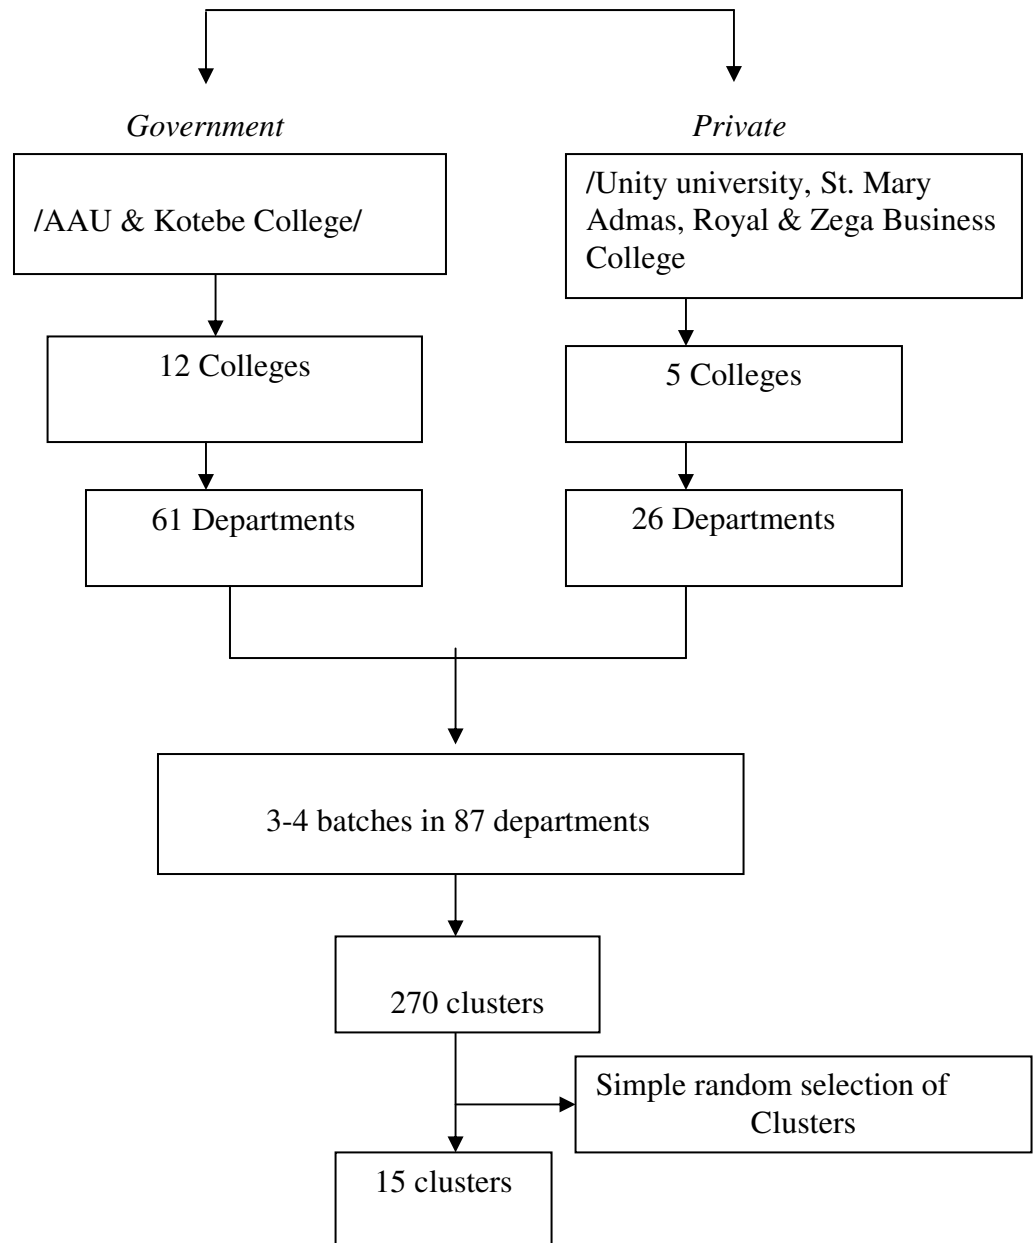 Government
Private
/AAU & Kotebe College/
/Unity university, St. Mary
Admas, Royal & Zega Business
College
12 Colleges
5 Colleges
61 Departments
26 Departments
3-4 batches in 87 departments
270 clusters
Simple random selection of
Clusters
15 clusters